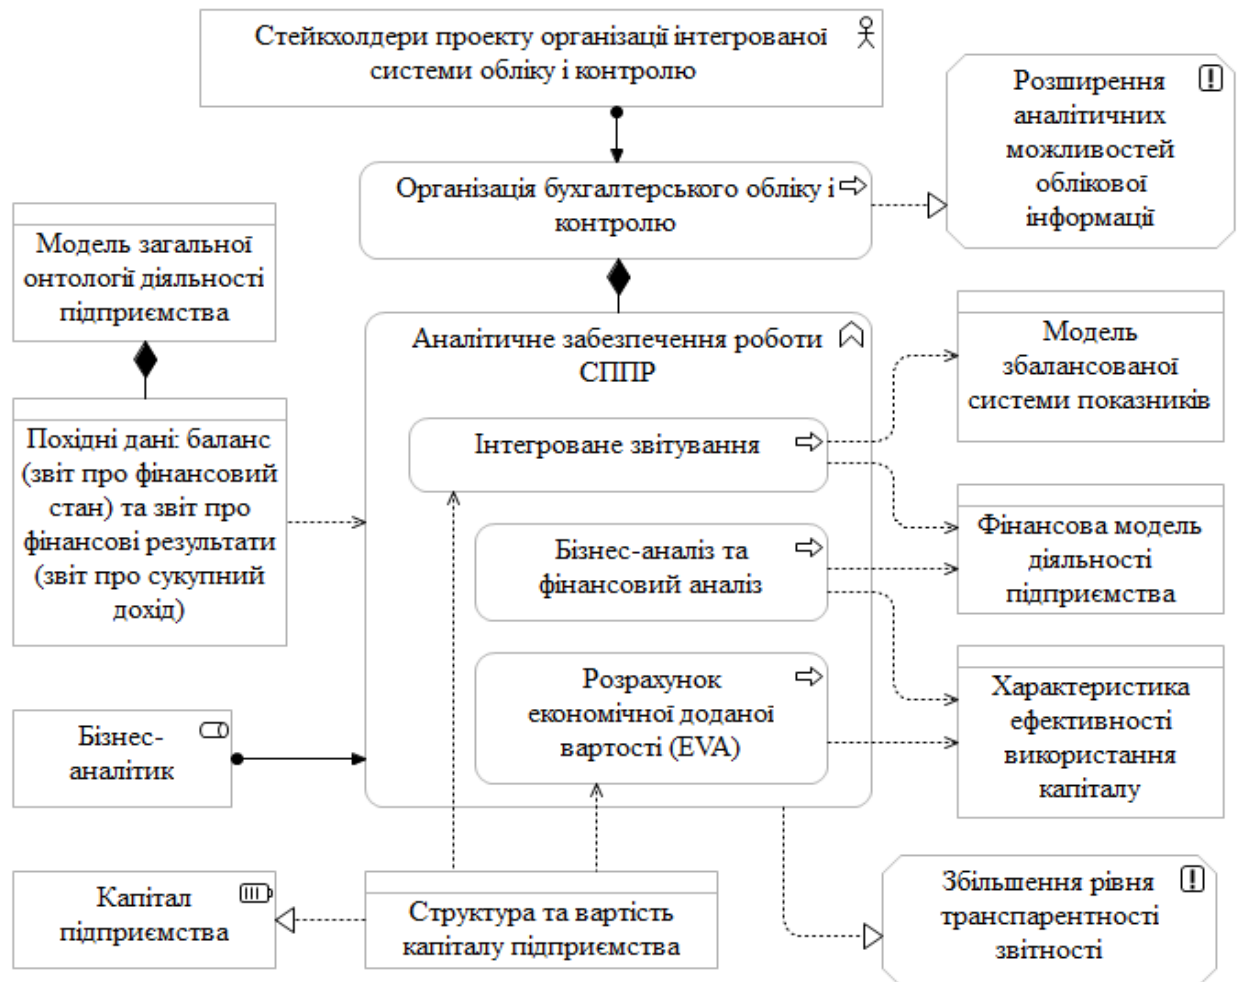 Стейкхолдери проекту організації інтегрованої
системи обліку і контролю
Розширення
аналітичних
можливостей
облікової
інформації
Організація бухгалтерського обліку і
контролю
Модель загальної
онтології діяльності
підприємства
Аналітичне забезпечення роботи
СППР
Модель
збалансованої
системи показників
Похідні дані: баланс
(звіт про фінансовий
стан) та звіт про
фінансові результати
(звіт про сукупний
дохід)
Інтегроване звітування
Фінансова модель
діяльності
підприємства
Бізнес-аналіз та
фінансовий аналіз
Розрахунок
економічної доданої
вартості (EVA)
Характеристика
ефективності
використання
капіталу
Бізнес-
аналітик
Капітал
підприємства
Структура та вартість
капіталу підприємства
Збільшення рівня
транспарентності
звітності